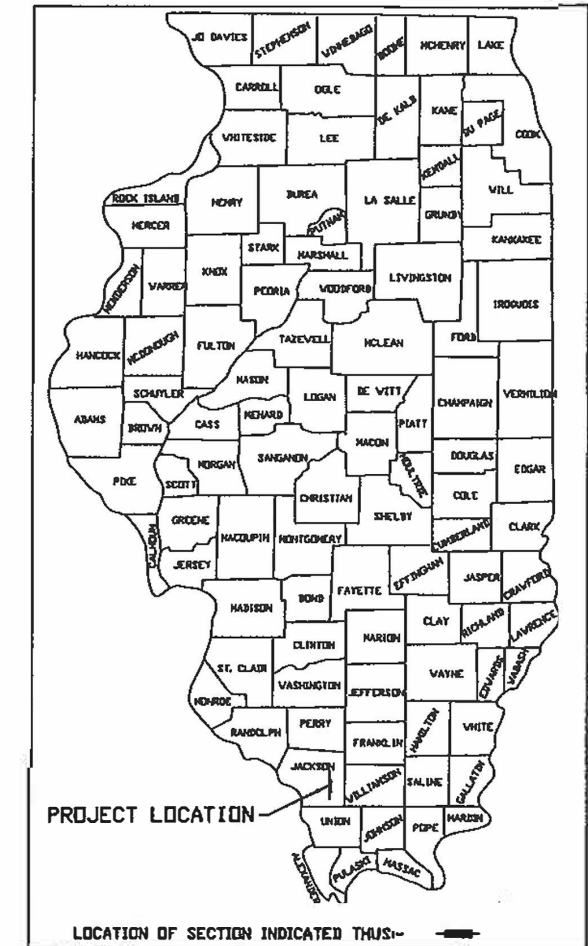 JO DAVIES
STEPHENSON
WINNEBAGO
BOONE
MCHENRY
LAKE
CARROLL
OGLE
DE KALB
KANE
DU PAGE
COOK
WHITESIDE
LEE
KENDALL
WILL
ROCK ISLAND
HENRY
BUREA
PUTNAM
LA SALLE
GRUNDY
MERCER
KANKAKEE
STARK
MARSHALL
HENDERSON
WARREN
KNOX
PEORIA
WOODFORD
LIVINGSTON
IROQUOIS
HANCOCK
MCDONOUGH
FULTON
TAZEWELL
MCLEAN
FORD
SCHUYLER
MASON
LOGAN
DE WITT
CHAMPAIGN
VERMILION
ADAMS
BROWN
CASS
MENARD
MACON
PIATT
DOUGLAS
EDGAR
PIKE
SCOTT
MORGAN
SANGAMON
CHRISTIAN
MOULTRIE
COLE
GREENE
MACOUPIN
MONTGOMERY
SHELBY
CUMBERLAND
CLARK
CALHOUN
JERSEY
MADISON
BOND
FAYETTE
EFFINGHAM
JASPER
CRAWFORD
CLINTON
MARION
CLAY
RICHLAND
LAWRENCE
ST. CLADI
WASHINGTON
JEFFERSON
WAYNE
EDWARDS
WABASH
MONROE
RANDOLPH
PERRY
FRANKLIN
HAMILTON
WHITE
JACKSON
WILLIAMSON
SALINE
GALLATIN
PROJECT LOCATION
UNION
JOHNSON
POPE
HARDIN
ALEXANDER
PULASKI
MASSAC
LOCATION OF SECTION INDICATED THUS:-